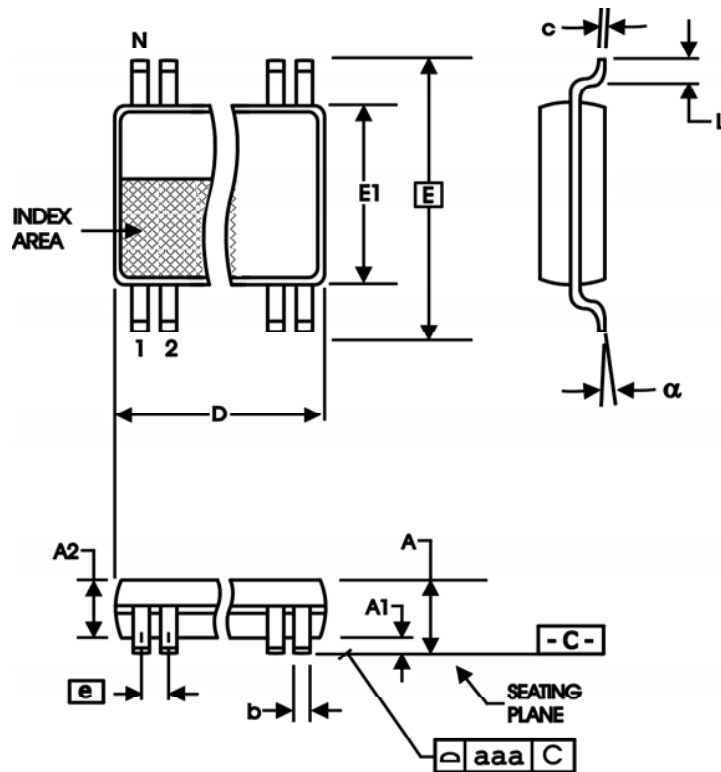 N
c
L
E1
E
INDEX
AREA
1 2
α
D
A2
A
A1
- C -
e
b
SEATING
PLANE
aaa C